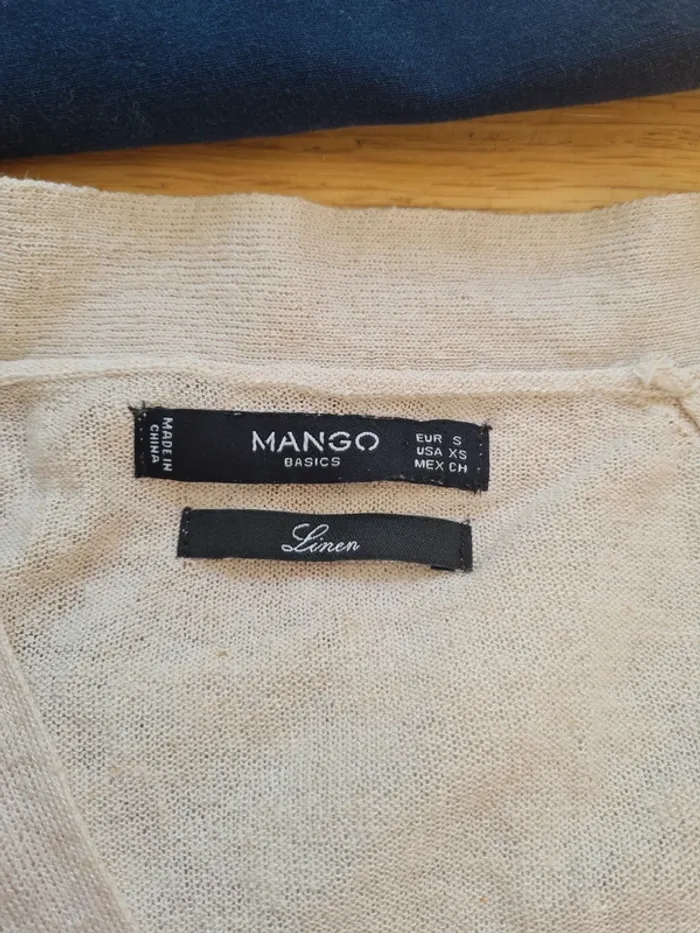 MADE IN
CHINA
MANGO
BASICS
EUR S
USA XS
MEX CH
Linen